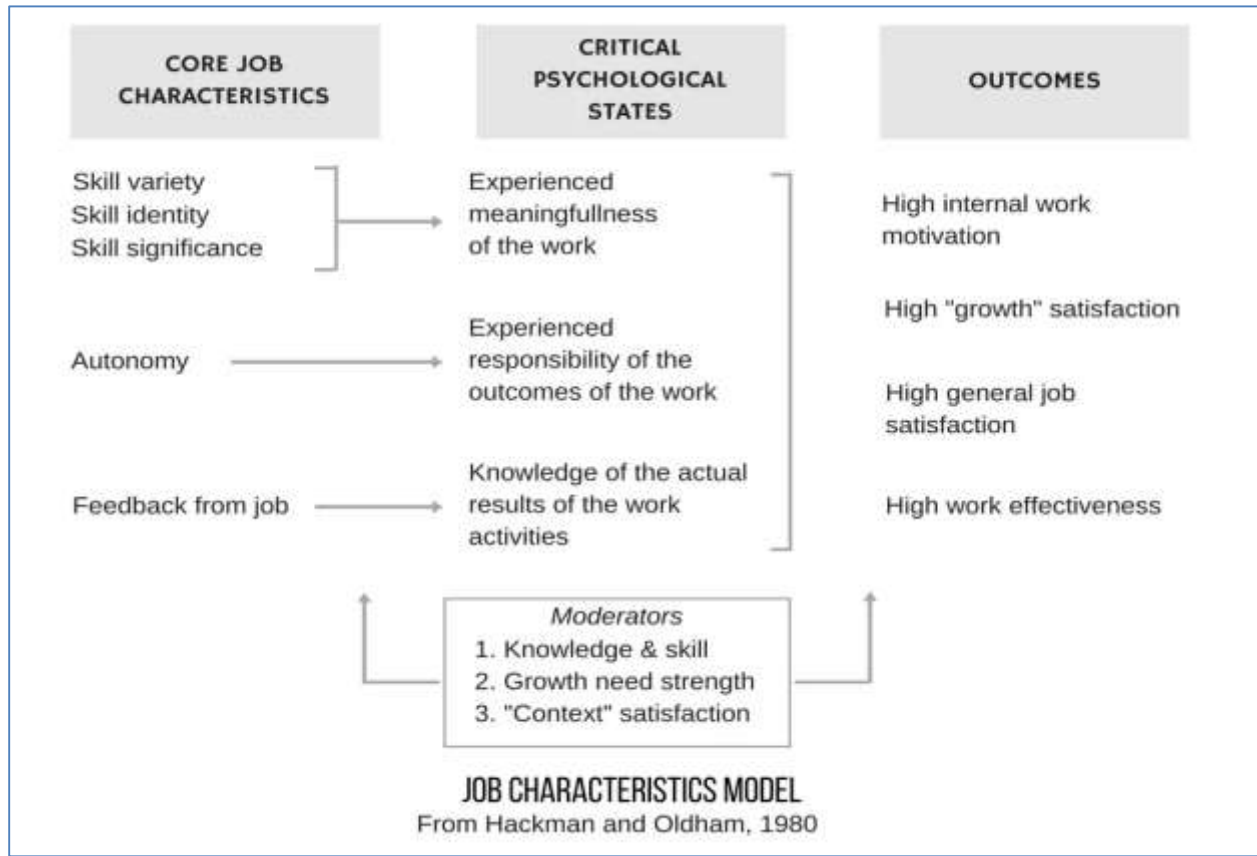 CORE JOB
CHARACTERISTICS
CRITICAL
PSYCHOLOGICAL
STATES
OUTCOMES
Skill variety
Skill identity
Skill significance
Experienced
meaningfullness
of the work
High internal work
motivation
High "growth" satisfaction
Autonomy
Experienced
responsibility of the
outcomes of the work
High general job
satisfaction
Feedback from job
Knowledge of the actual
results of the work
activities
High work effectiveness
Moderators
1. Knowledge & skill
2. Growth need strength
3. "Context" satisfaction
JOB CHARACTERISTICS MODEL
From Hackman and Oldham, 1980